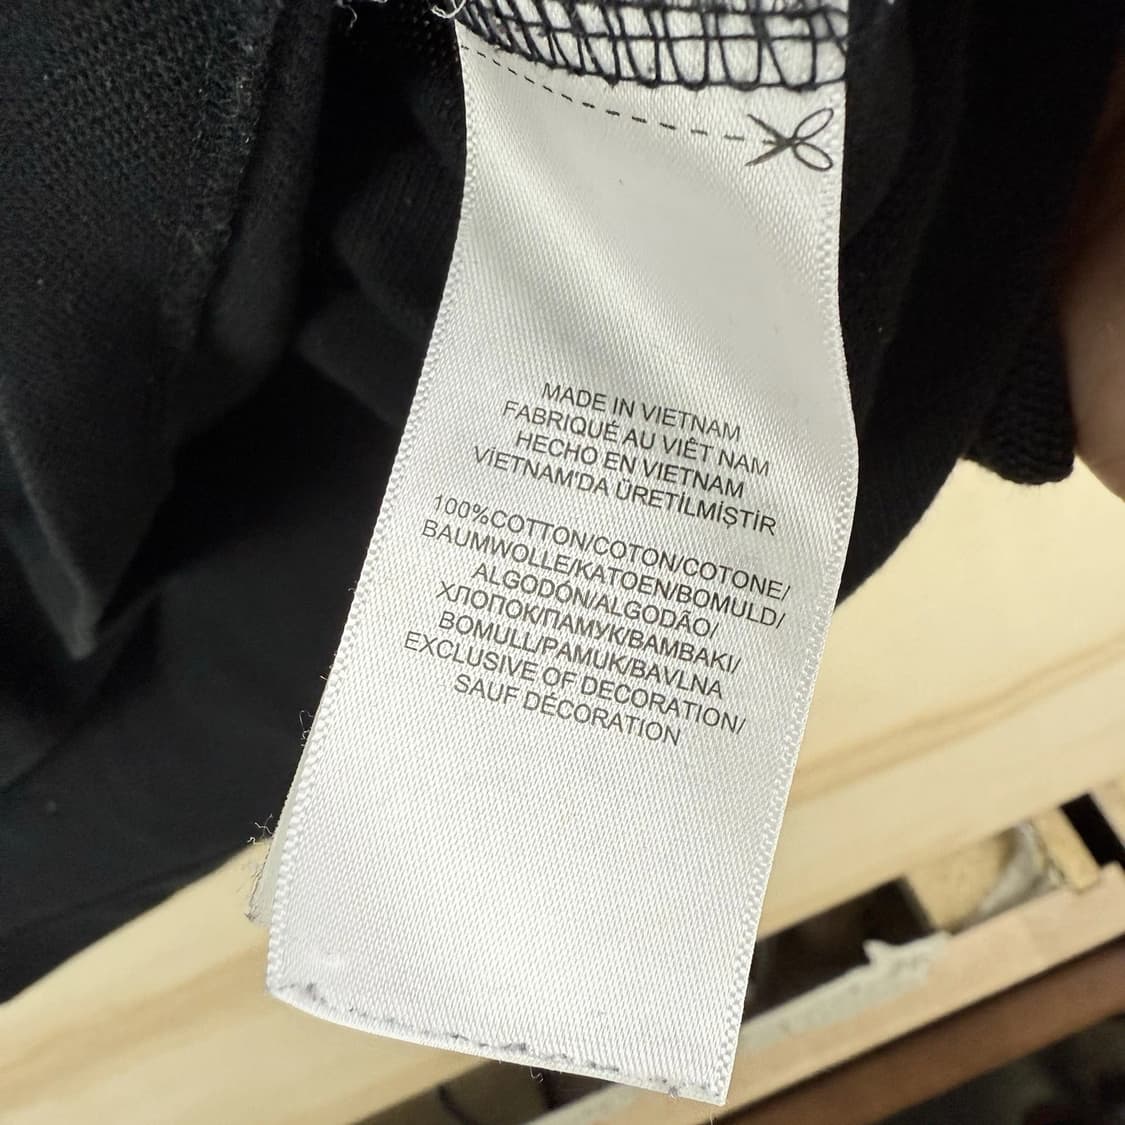 MADE IN VIETNAM
FABRIQUÉ AU VIÊT NAM
HECHO EN VIETNAM
VIETNAM'DA ÜRETİLMİŞTİR
100%COTTON/COTON/COTONE/
BAUMWOLLE/KATOEN/BOMULD/
ALGODÓN/ALGODÃO/
ХЛОПОК/ПАМУК/ΒΑΜΒΑΚΙ/
BOMULL/PAMUK/BAVLNA
EXCLUSIVE OF DECORATION/
SAUF DÉCORATION